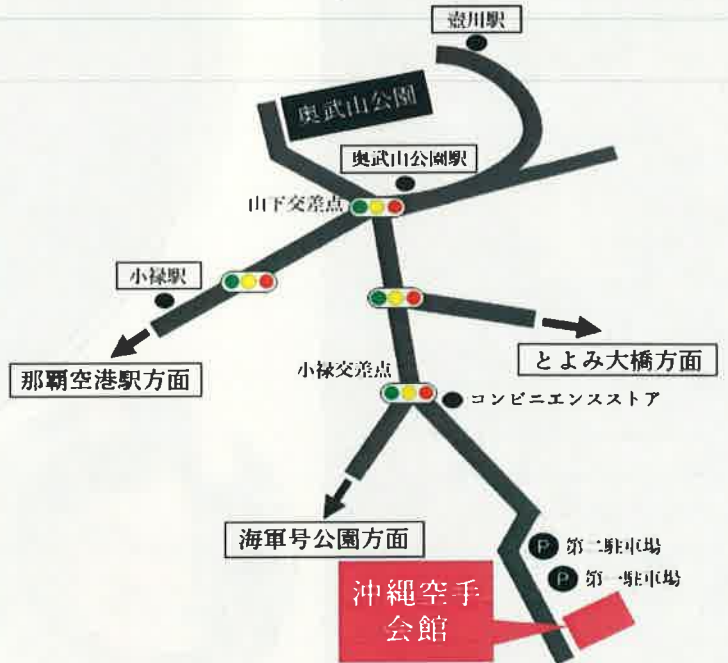 壺川駅
奥武山公園
奥武山公園駅
山下交差点
小禄駅
那覇空港駅方面
とよみ大橋方面
小禄交差点
コンビニエンスストア
海軍号公園方面
P 第二駐車場
P 第一駐車場
沖縄空手
会館